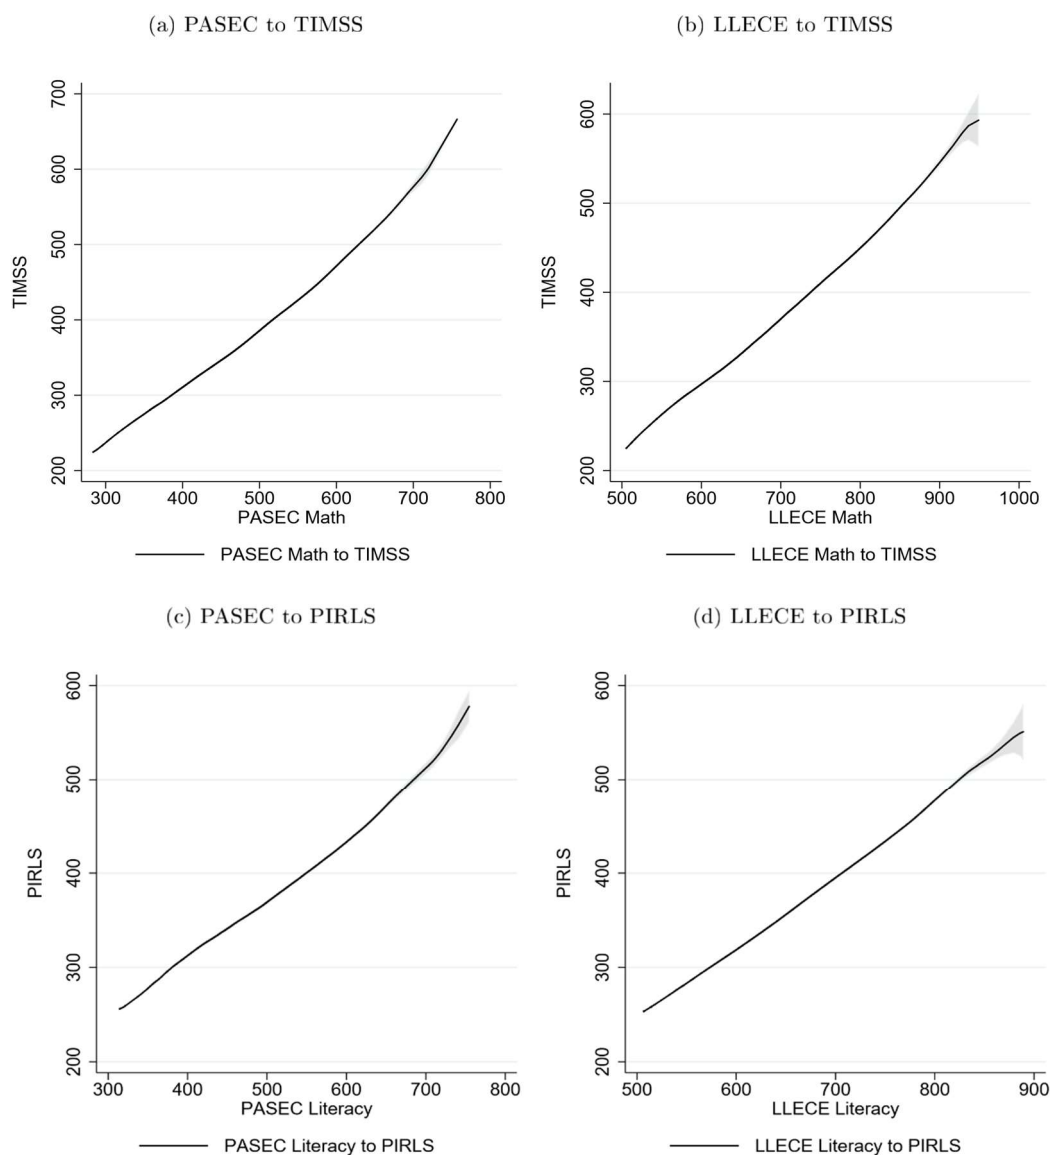 (a) PASEC to TIMSS
TIMSS
700
600
500
400
300
200
300 400 500 600 700 800
PASEC Math
PASEC Math to TIMSS
(b) LLECE to TIMSS
TIMSS
600
500
400
300
200
500 600 700 800 900 1000
LLECE Math
LLECE Math to TIMSS
(c) PASEC to PIRLS
PIRLS
600
500
400
300
200
300 400 500 600 700 800
PASEC Literacy
PASEC Literacy to PIRLS
(d) LLECE to PIRLS
PIRLS
600
500
400
300
200
500 600 700 800 900
LLECE Literacy
LLECE Literacy to PIRLS